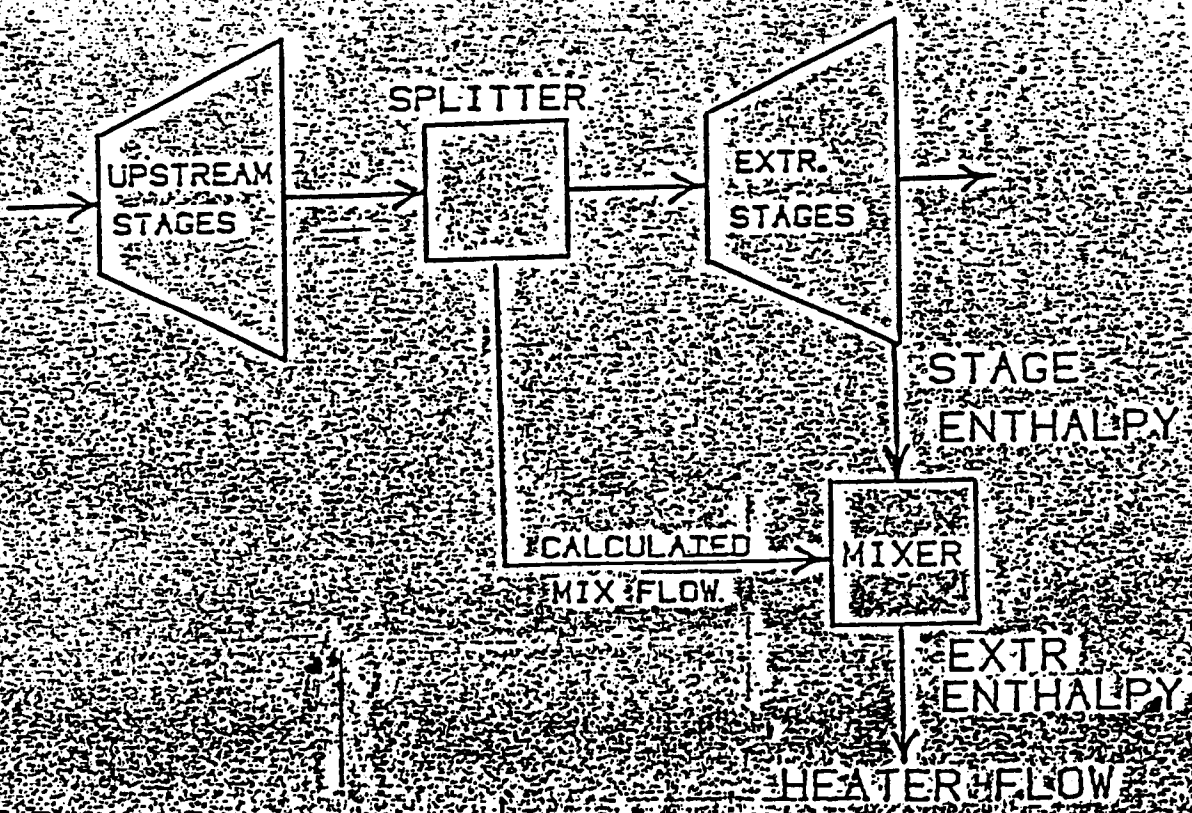 SPLITTER
UPSTREAM
STAGES
EXTR.
STAGES
STAGE
ENTHALPY
CALCULATED
MIX FLOW.
MIXER
EXTR
ENTHALPY
HEATER FLOW